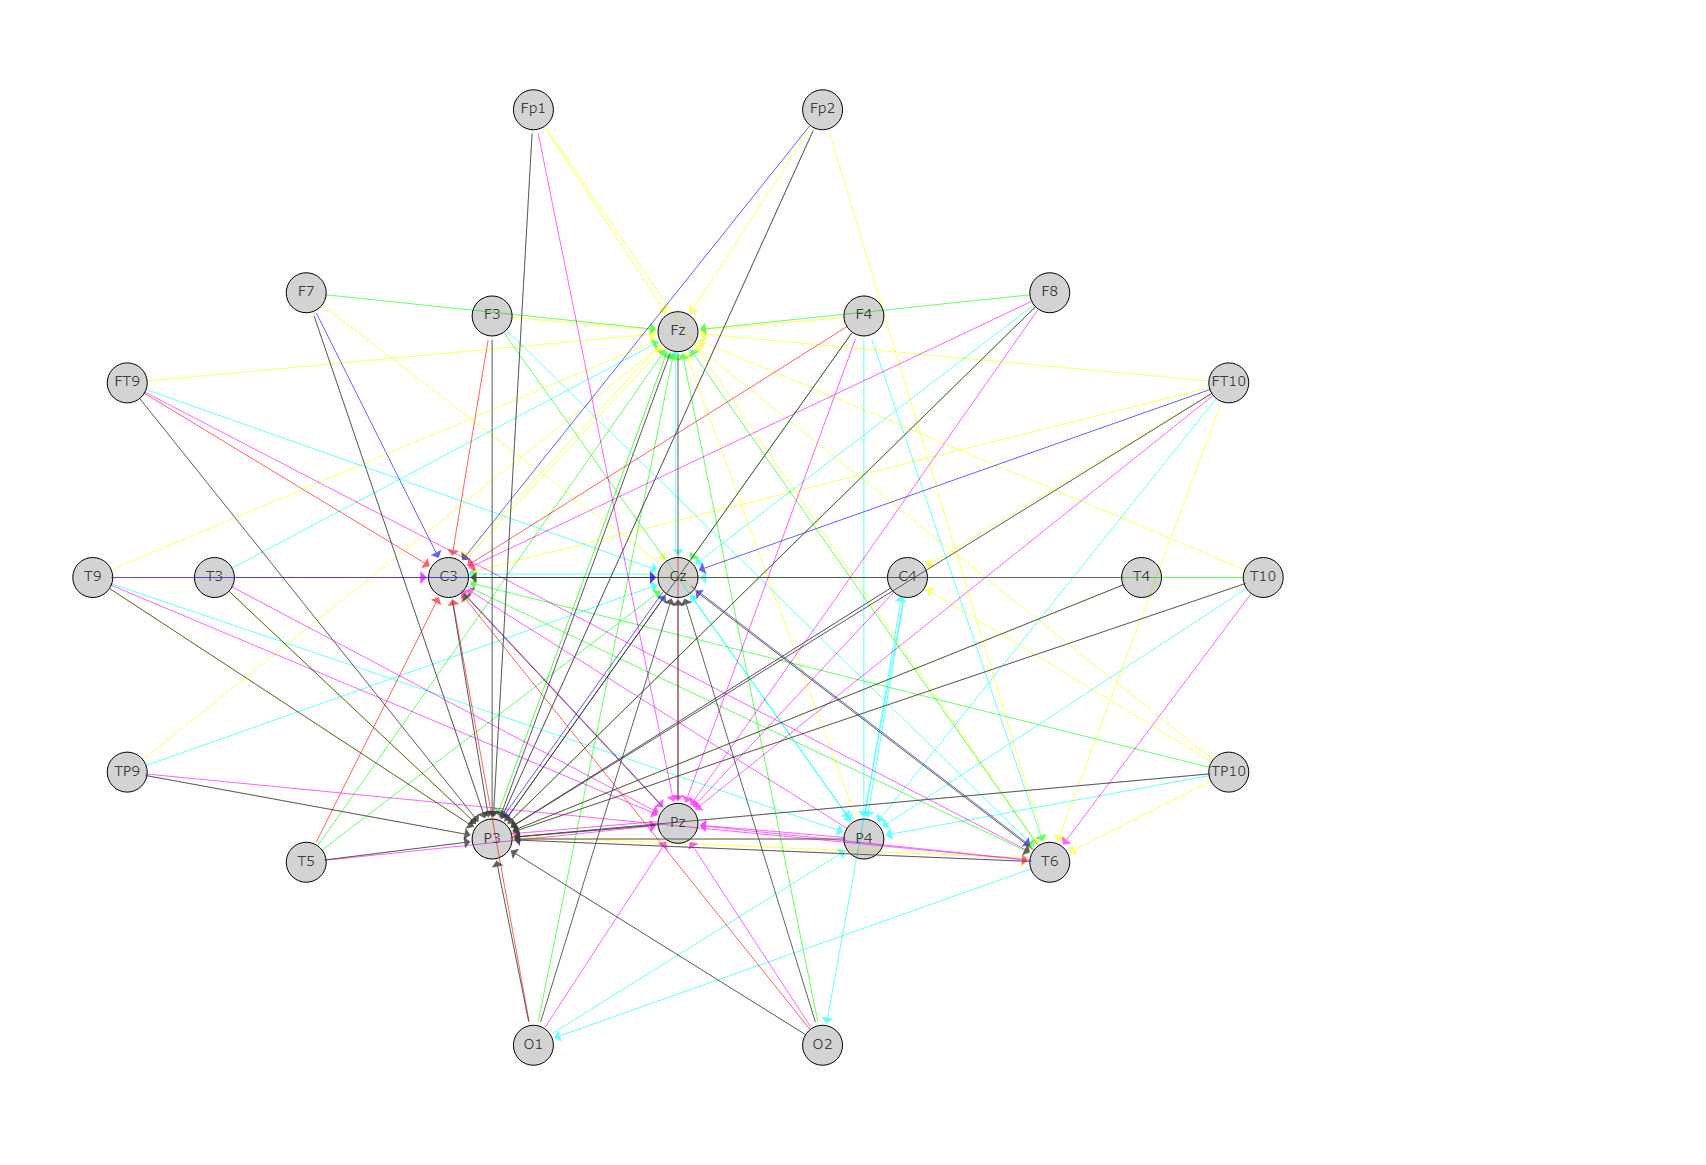 Fp1 Fp2
F7 F3 Fz F4 F8
FT9 FT10
T9 T3 C3 Cz C4 T4 T10
TP9 TP10
T5 P3 Pz P4 T6
O1 O2